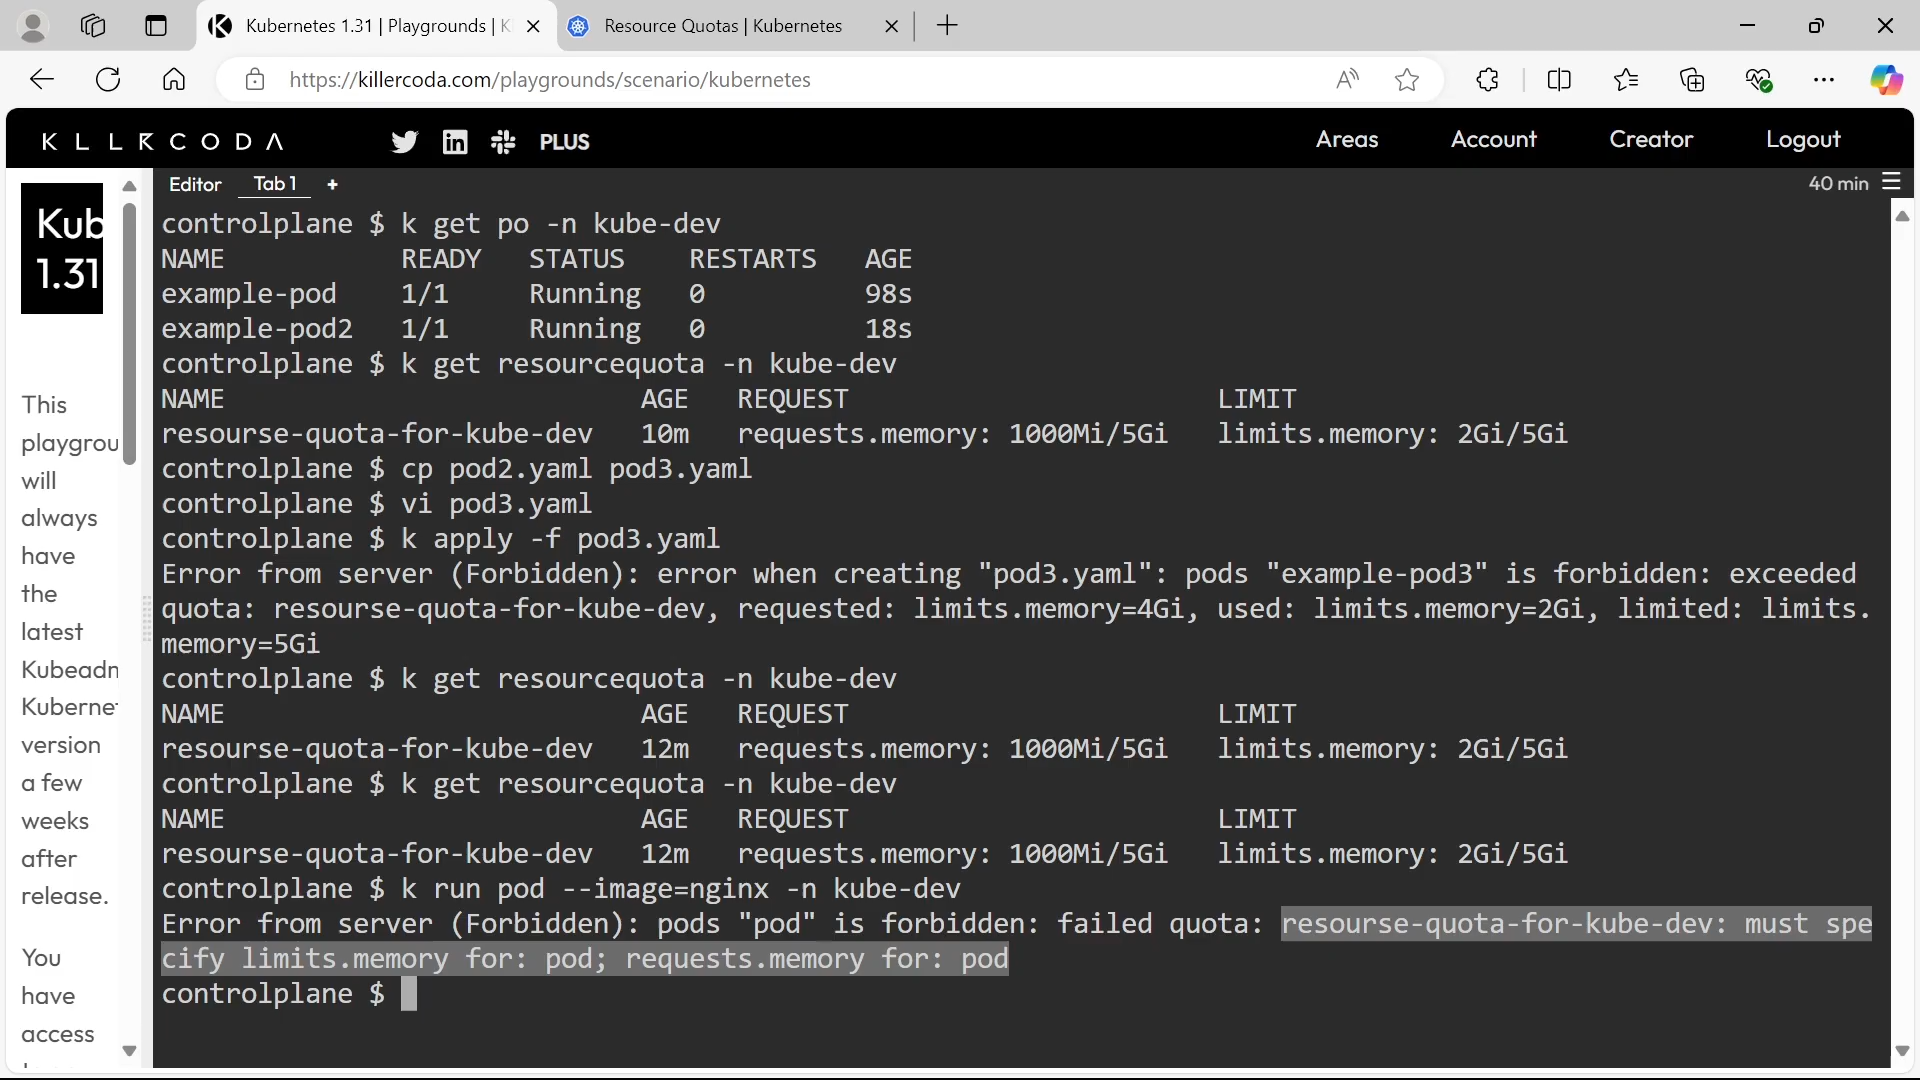 Kubernetes 1.31 | Playgrounds | K
Resource Quotas | Kubernetes
https://killercoda.com/playgrounds/scenario/kubernetes
KLLRCODA
PLUS
Areas
Account
Creator
Logout
Kub
1.31
This
playgrou
will
always
have
the
latest
Kubeadn
Kubernet
version
a few
weeks
after
release.
You
have
access
Editor
Tab 1
+
40 min
controlplane $ k get po -n kube-dev
NAME READY STATUS RESTARTS AGE
example-pod 1/1 Running 0 98s
example-pod2 1/1 Running 0 18s
controlplane $ k get resourcequota -n kube-dev
NAME AGE REQUEST LIMIT
resourse-quota-for-kube-dev 10m requests.memory: 1000Mi/5Gi limits.memory: 2Gi/5Gi
controlplane $ cp pod2.yaml pod3.yaml
controlplane $ vi pod3.yaml
controlplane $ k apply -f pod3.yaml
Error from server (Forbidden): error when creating "pod3.yaml": pods "example-pod3" is forbidden: exceeded
quota: resourse-quota-for-kube-dev, requested: limits.memory=4Gi, used: limits.memory=2Gi, limited: limits.
memory=5Gi
controlplane $ k get resourcequota -n kube-dev
NAME AGE REQUEST LIMIT
resourse-quota-for-kube-dev 12m requests.memory: 1000Mi/5Gi limits.memory: 2Gi/5Gi
controlplane $ k get resourcequota -n kube-dev
NAME AGE REQUEST LIMIT
resourse-quota-for-kube-dev 12m requests.memory: 1000Mi/5Gi limits.memory: 2Gi/5Gi
controlplane $ k run pod --image=nginx -n kube-dev
Error from server (Forbidden): pods "pod" is forbidden: failed quota: resourse-quota-for-kube-dev: must spe
cify limits.memory for: pod; requests.memory for: pod
controlplane $